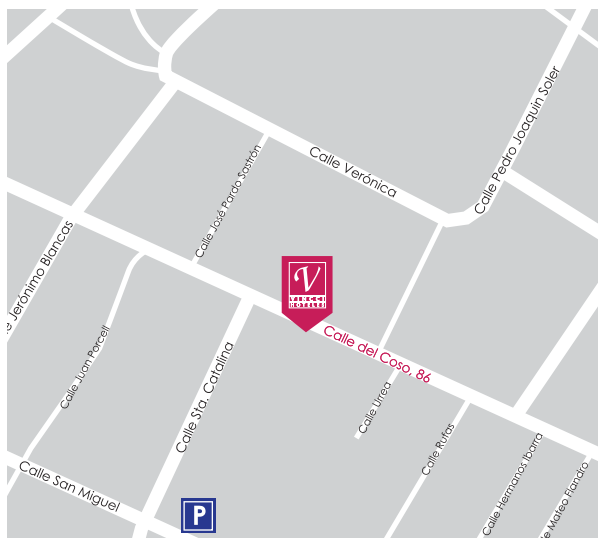 Calle Pedro Joaquin Soler
Calle Verónica
Calle José Pardo Sastrón
e Jerónimo Blancas
V
VINCCI
HOTELES
Calle del Coso, 86
Calle Juan Porcell
Calle Sta. Catalina
Calle Urrea
Calle Rufas
Calle Hermanos Ibarra
e Mateo Flandro
Calle San Miguel
P